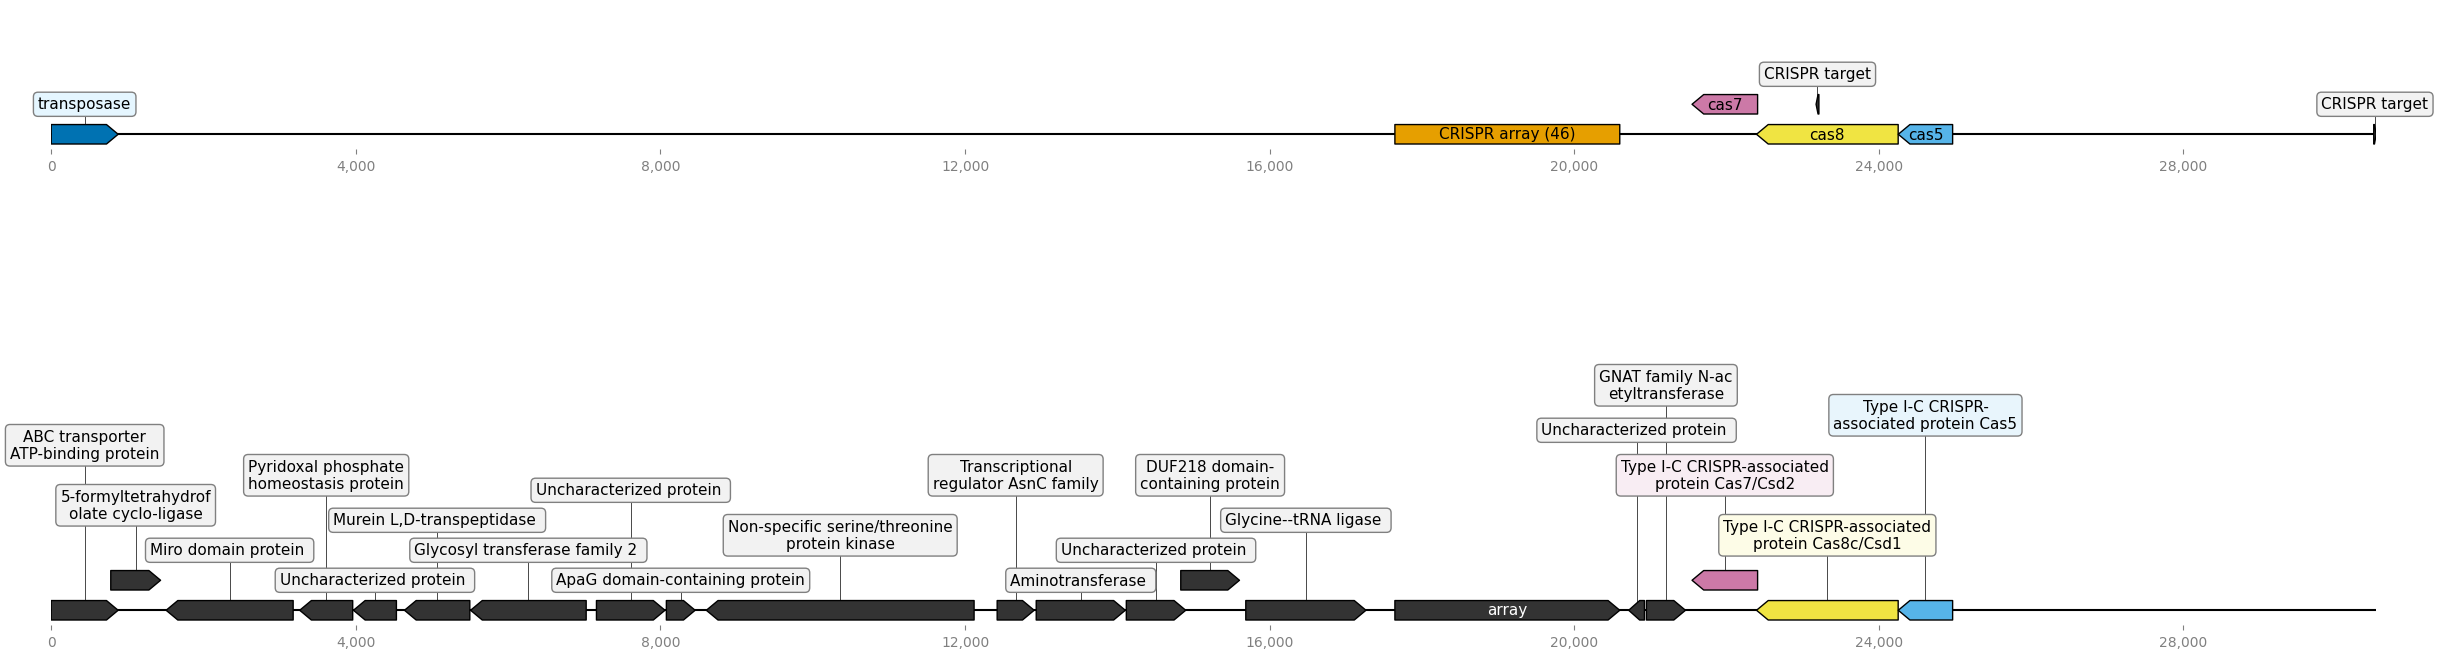 CRISPR target
transposase
cas7
CRISPR target
CRISPR array (46)
cas8
cas5
0
4,000
8,000
12,000
16,000
20,000
24,000
28,000
GNAT family N-ac
etyltransferase
Type I-C CRISPR-
associated protein Cas5
Uncharacterized protein
ABC transporter
ATP-binding protein
Pyridoxal phosphate
homeostasis protein
Transcriptional
regulator AsnC family
DUF218 domain-
containing protein
Type I-C CRISPR-associated
protein Cas7/Csd2
Uncharacterized protein
5-formyltetrahydrof
olate cyclo-ligase
Murein L,D-transpeptidase
Glycine--tRNA ligase
Non-specific serine/threonine
protein kinase
Type I-C CRISPR-associated
protein Cas8c/Csd1
Miro domain protein
Glycosyl transferase family 2
Uncharacterized protein
Uncharacterized protein
ApaG domain-containing protein
Aminotransferase
array
0
4,000
8,000
12,000
16,000
20,000
24,000
28,000